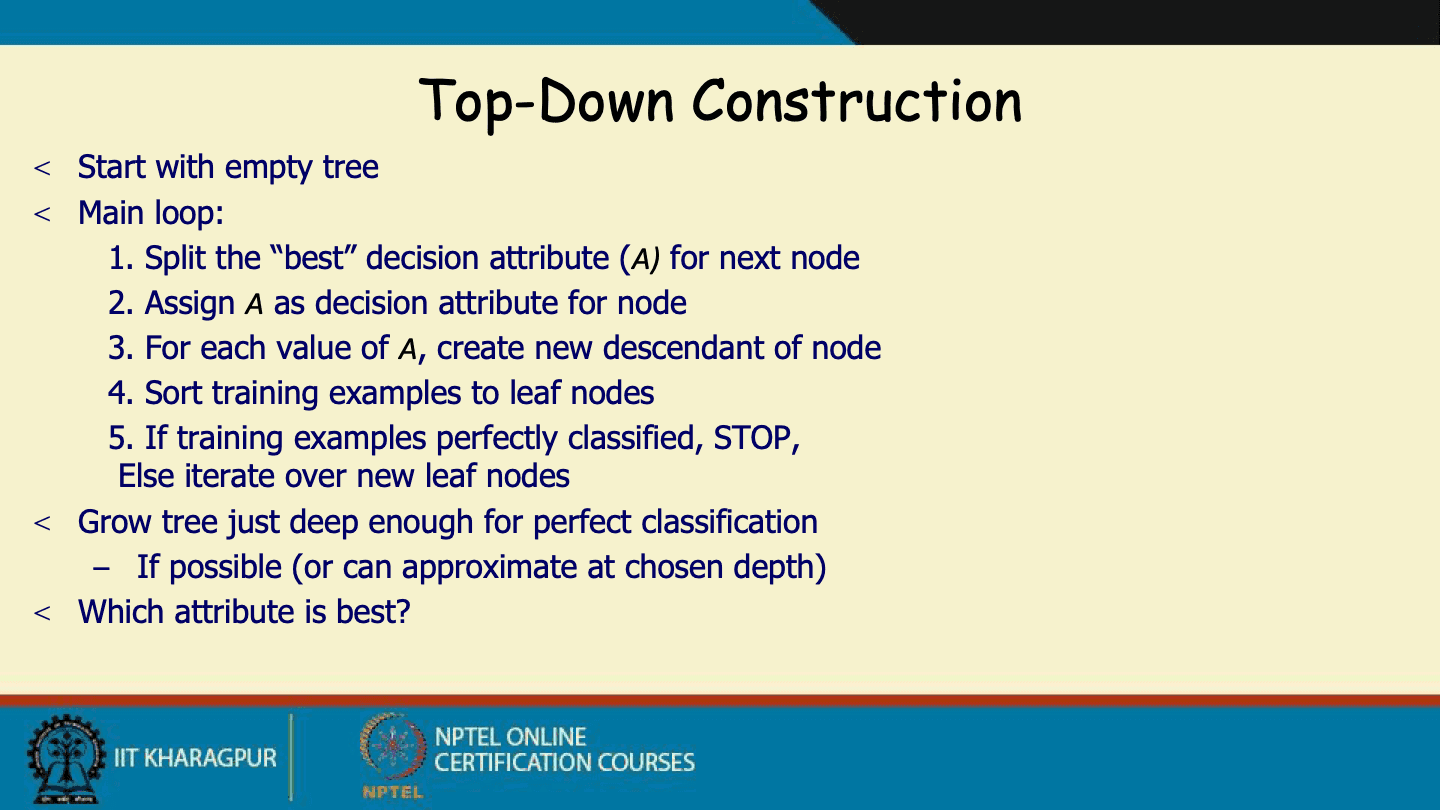 Top-Down Construction
< Start with empty tree
< Main loop:
1. Split the “best” decision attribute (A) for next node
2. Assign A as decision attribute for node
3. For each value of A, create new descendant of node
4. Sort training examples to leaf nodes
5. If training examples perfectly classified, STOP,
Else iterate over new leaf nodes
< Grow tree just deep enough for perfect classification
– If possible (or can approximate at chosen depth)
< Which attribute is best?
IIT KHARAGPUR
NPTEL
NPTEL ONLINE
CERTIFICATION COURSES